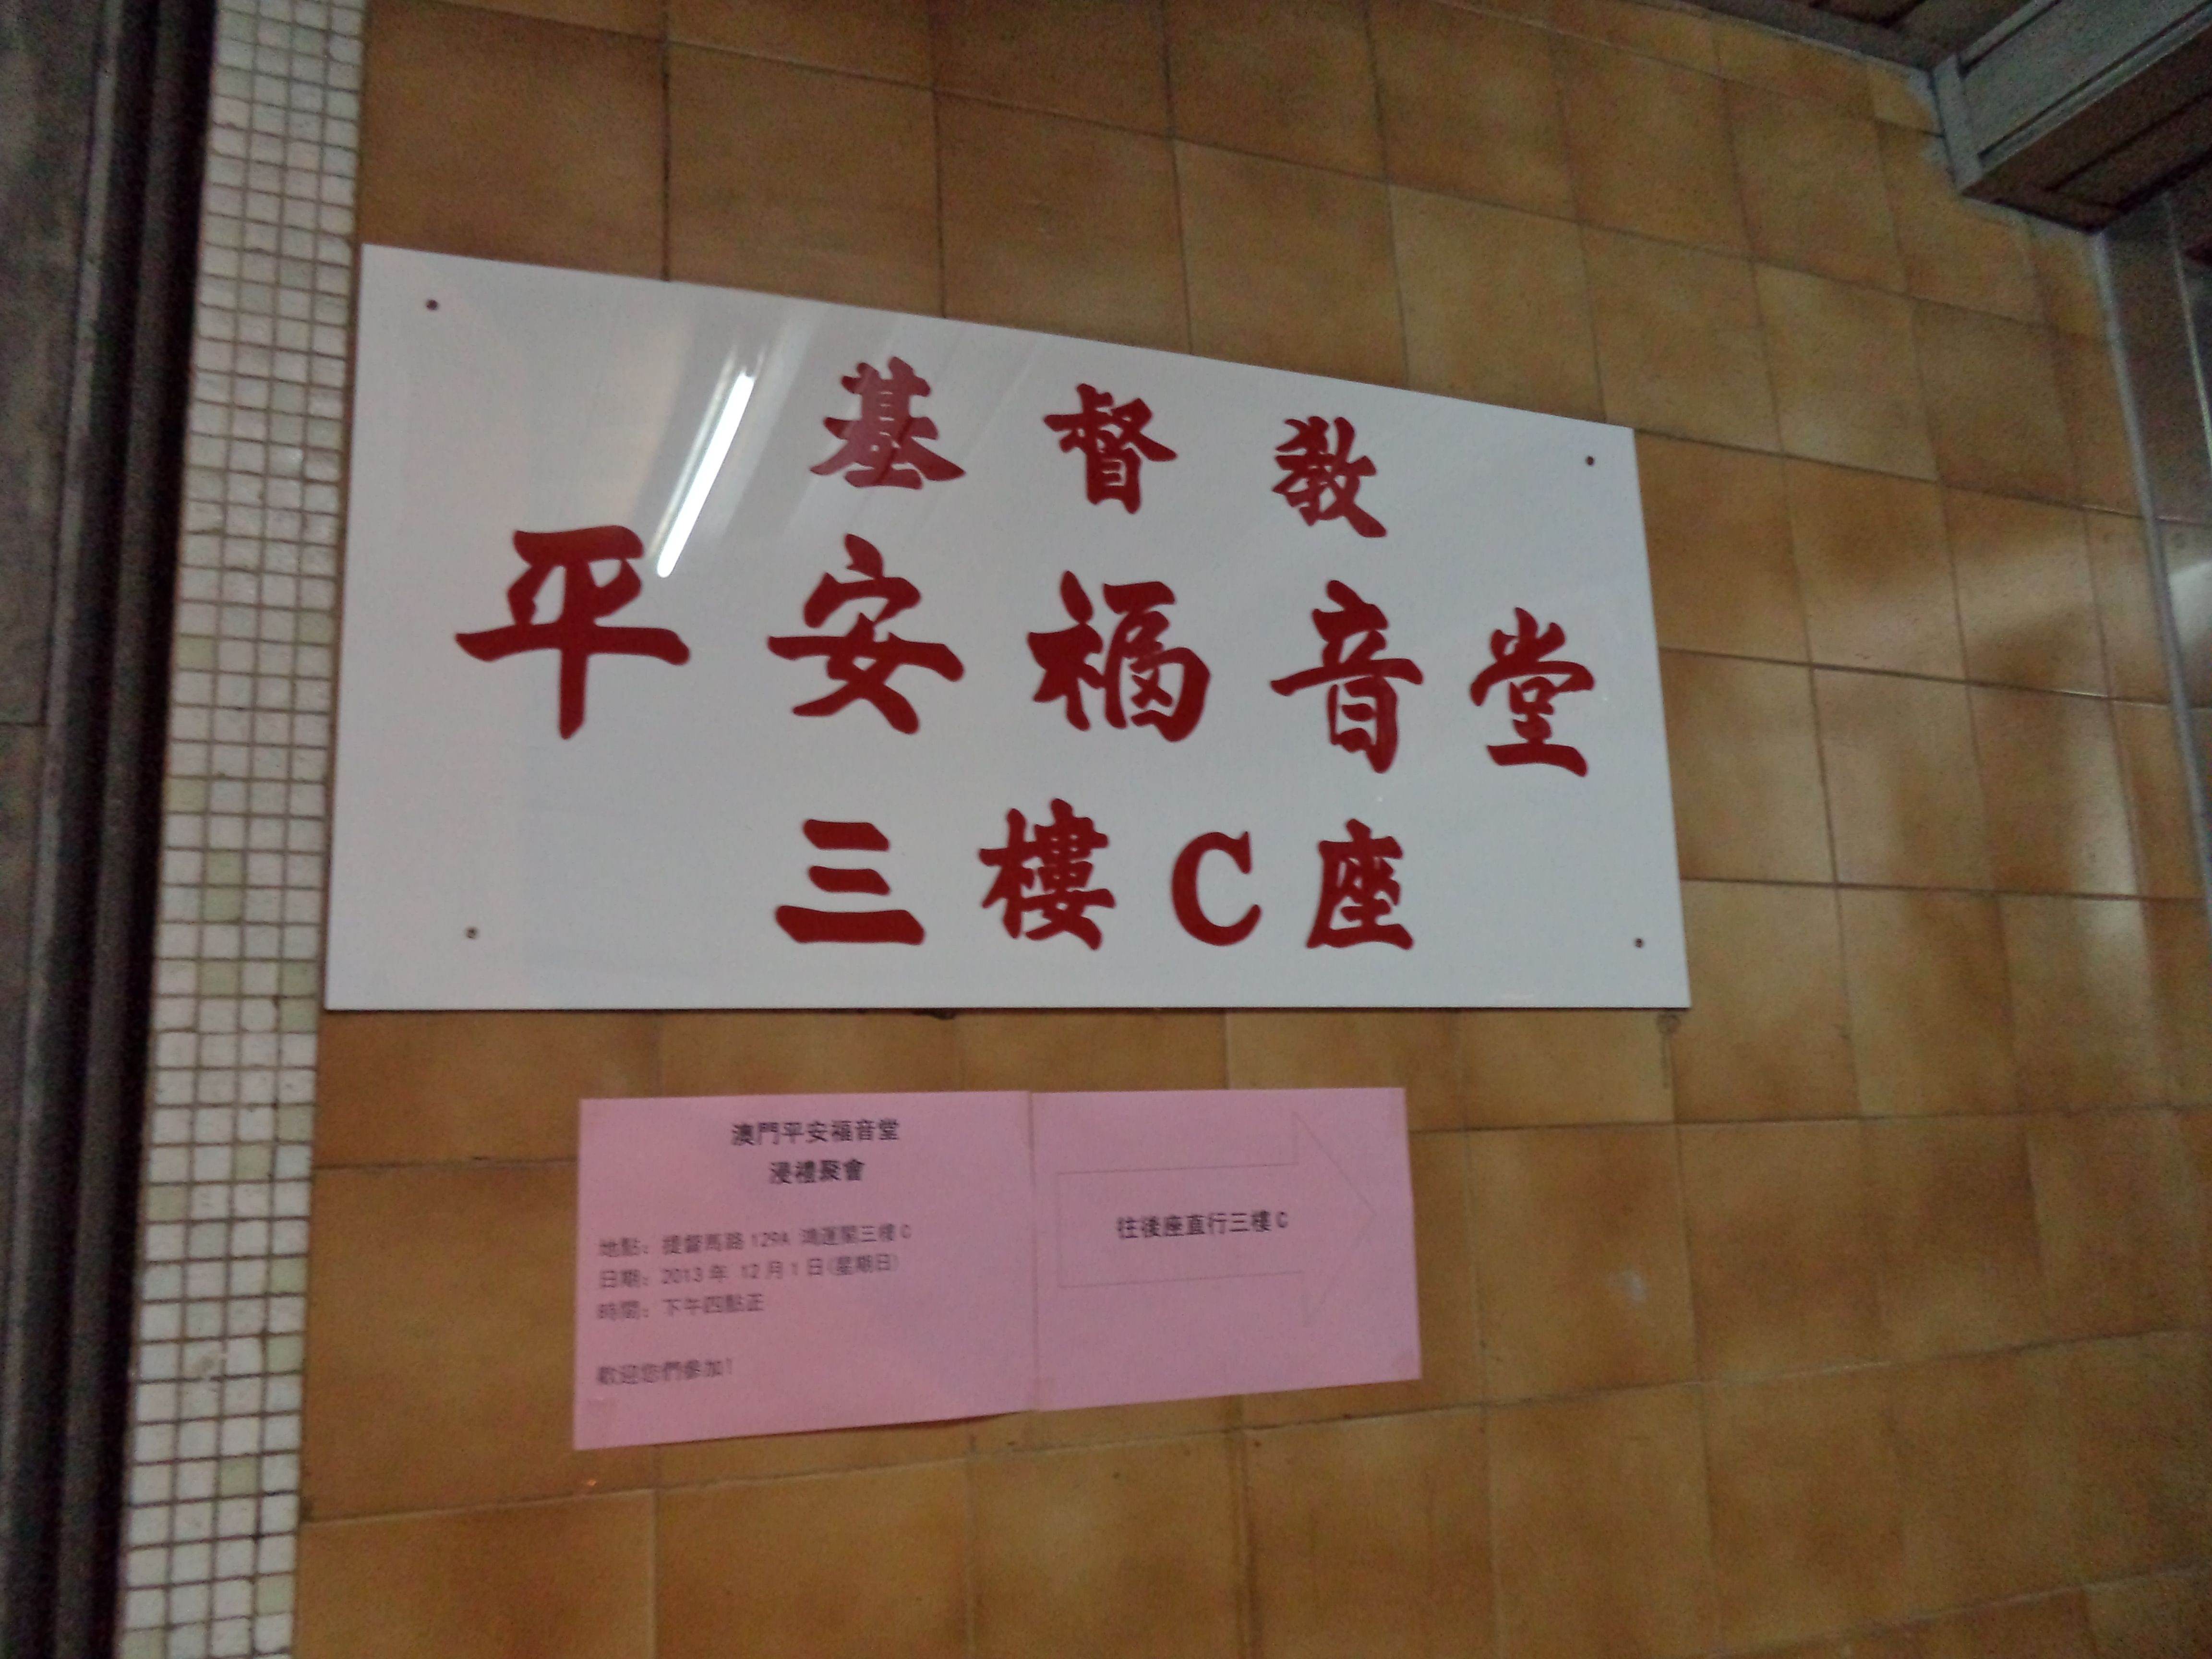 基督教
平安福音堂
三樓C座
澳門平安福音堂
浸禮聚會
地點：提督馬路 129A 鴻運閣三樓 C
日期：2013 年 12 月 1 日(星期日)
時間：下午四點正
歡迎您們參加!
往後座直行三樓 C